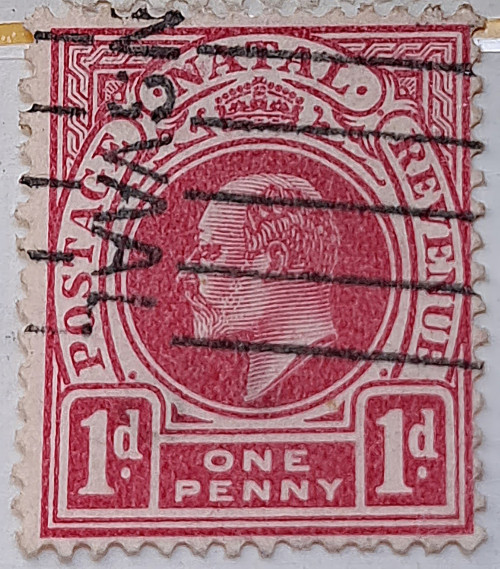 NATAL
POSTAGE
REVENUE
1d. 1d.
ONE
PENNY